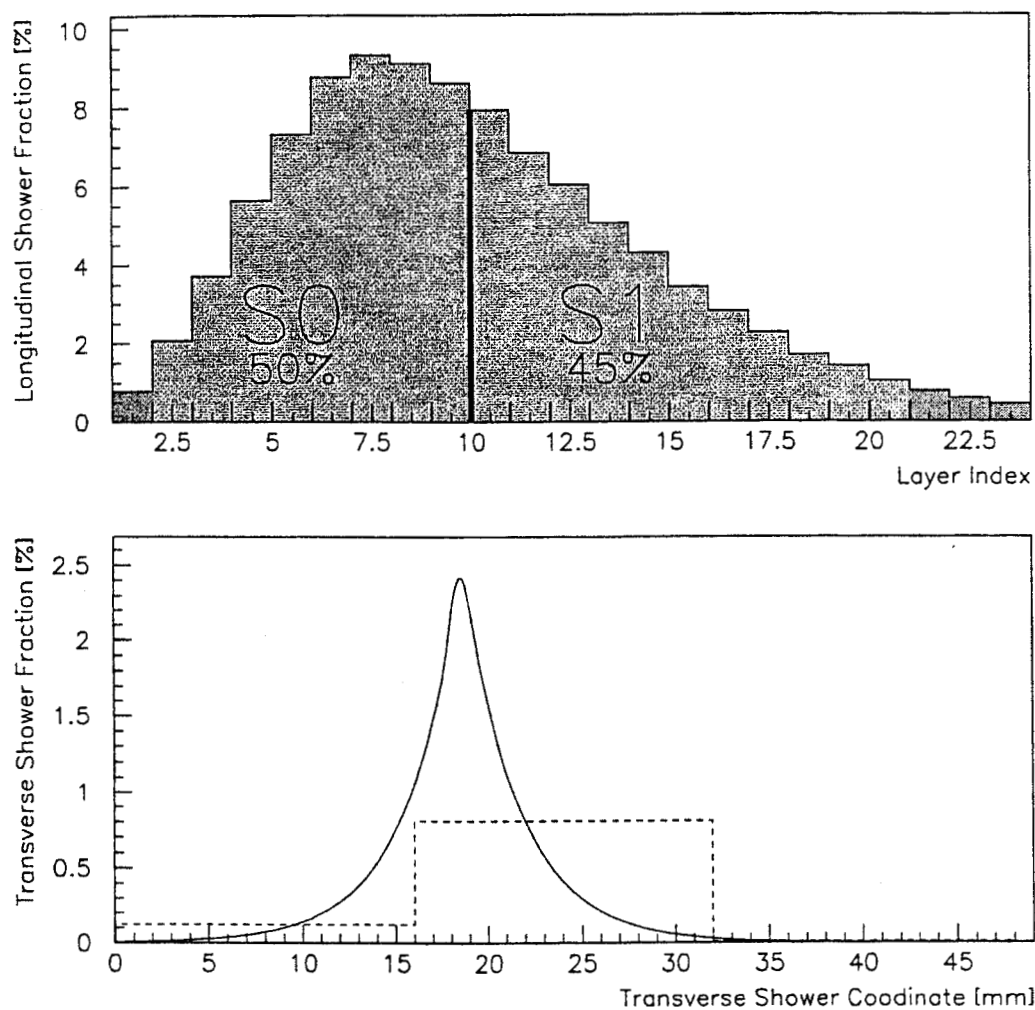 Longitudinal Shower Fraction [%]
10
8
6
4
2
0
S0
50%
S1
45%
2.5 5 7.5 10 12.5 15 17.5 20 22.5
Layer Index
Transverse Shower Fraction [%]
2.5
2
1.5
1
0.5
0
0 5 10 15 20 25 30 35 40 45
Transverse Shower Coodinate [mm]